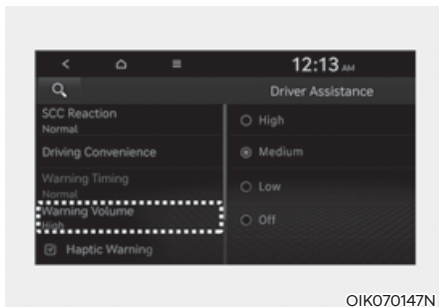 12:13 AM
Driver Assistance
SCC Reaction
Normal
Driving Convenience
Warning Timing
Normal
Warning Volume
High
Haptic Warning
High
Medium
Low
Off
OIK070147N